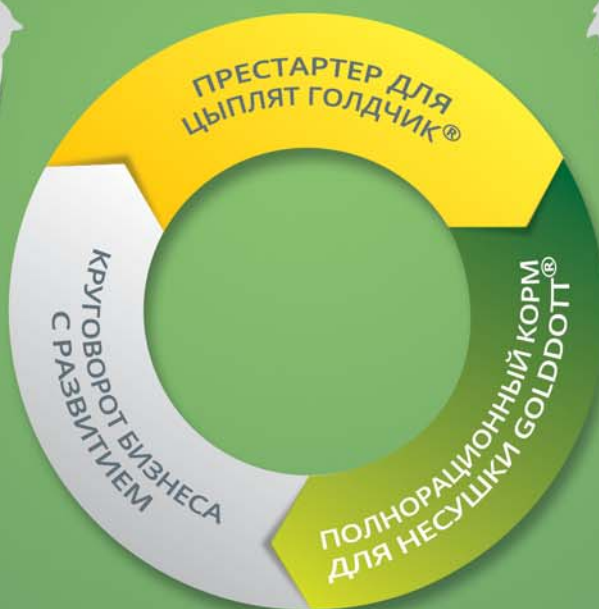 ПРЕСТАРТЕР ДЛЯ
ЦЫПЛЯТ ГОЛДЧИК®
ПОЛНОРАЦИОННЫЙ КОРМ
ДЛЯ НЕСУШКИ GOLDDOTT®
КРУГОВОРОТ БИЗНЕСА
С РАЗВИТИЕМ